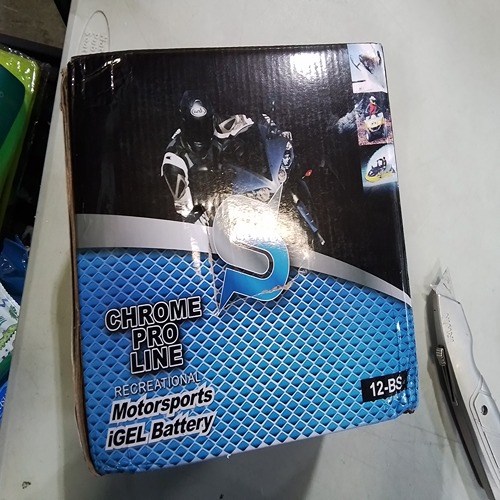 S
CHROME
PRO
LINE
RECREATIONAL
Motorsports
iGEL Battery
12-BS